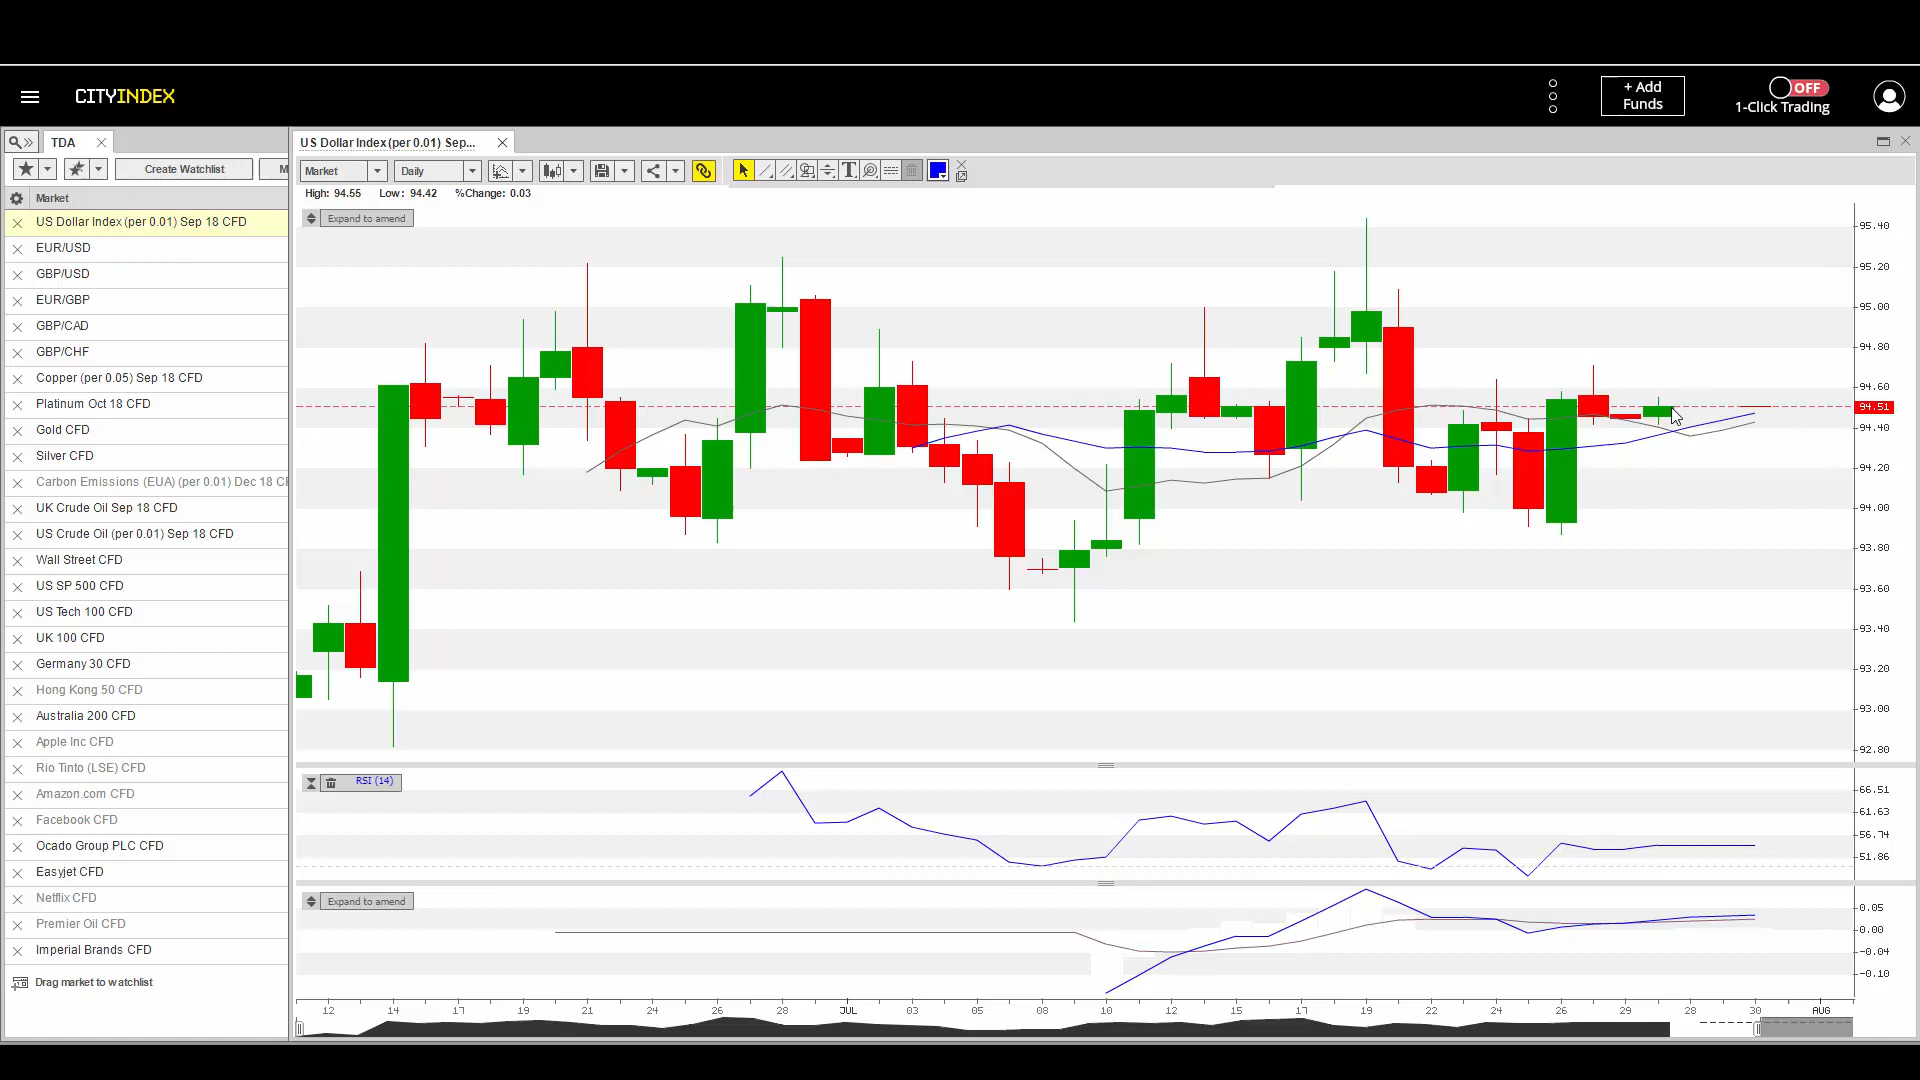 CITYINDEX
+ Add
Funds
OFF
1-Click Trading
TDA
US Dollar Index (per 0.01) Sep...
Create Watchlist
M
Market
Daily
T
High: 94.55 Low: 94.42 %Change: 0.03
Market
Expand to amend
US Dollar Index (per 0.01) Sep 18 CFD
EUR/USD
GBP/USD
EUR/GBP
GBP/CAD
GBP/CHF
Copper (per 0.05) Sep 18 CFD
Platinum Oct 18 CFD
Gold CFD
Silver CFD
Carbon Emissions (EUA) (per 0.01) Dec 18 CF
UK Crude Oil Sep 18 CFD
US Crude Oil (per 0.01) Sep 18 CFD
Wall Street CFD
US SP 500 CFD
US Tech 100 CFD
UK 100 CFD
Germany 30 CFD
Hong Kong 50 CFD
Australia 200 CFD
Apple Inc CFD
Rio Tinto (LSE) CFD
Amazon.com CFD
Facebook CFD
Ocado Group PLC CFD
Easyjet CFD
Netflix CFD
Premier Oil CFD
Imperial Brands CFD
Drag market to watchlist
95.40
95.20
95.00
94.80
94.60
94.51
94.40
94.20
94.00
93.80
93.60
93.40
93.20
93.00
92.80
RSI (14)
66.51
61.63
56.74
51.86
Expand to amend
0.05
0.00
-0.04
-0.10
12 14 17 19 21 24 26 28 JUL 03 05 08 10 12 15 17 19 22 24 26 29 28 30 AUG